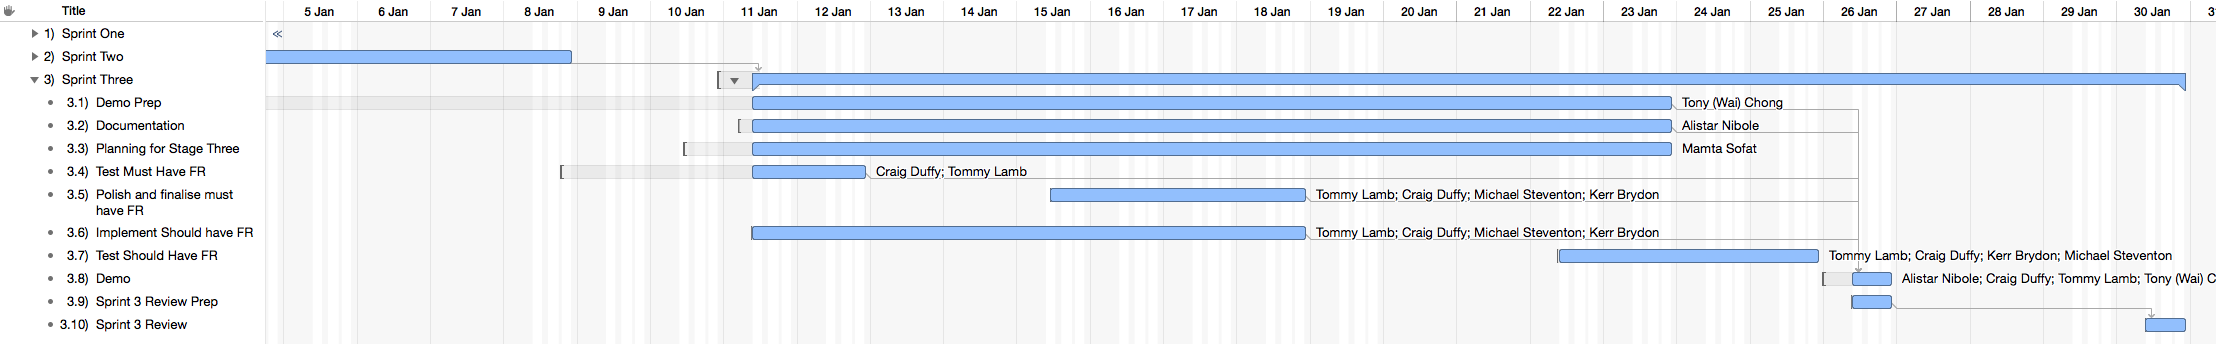 Title 5 Jan 6 Jan 7 Jan 8 Jan 9 Jan 10 Jan 11 Jan 12 Jan 13 Jan 14 Jan 15 Jan 16 Jan 17 Jan 18 Jan 19 Jan 20 Jan 21 Jan 22 Jan 23 Jan 24 Jan 25 Jan 26 Jan 27 Jan 28 Jan 29 Jan 30 Jan
1) Sprint One
2) Sprint Two
3) Sprint Three
3.1) Demo Prep Tony (Wai) Chong
3.2) Documentation Alistar Nibole
3.3) Planning for Stage Three Mamta Sofat
3.4) Test Must Have FR Craig Duffy; Tommy Lamb
3.5) Polish and finalise must Tommy Lamb; Craig Duffy; Michael Steventon; Kerr Brydon
have FR
3.6) Implement Should have FR Tommy Lamb; Craig Duffy; Michael Steventon; Kerr Brydon
3.7) Test Should Have FR Tommy Lamb; Craig Duffy; Kerr Brydon; Michael Steventon
3.8) Demo Alistar Nibole; Craig Duffy; Tommy Lamb; Tony (Wai) C
3.9) Sprint 3 Review Prep
3.10) Sprint 3 Review